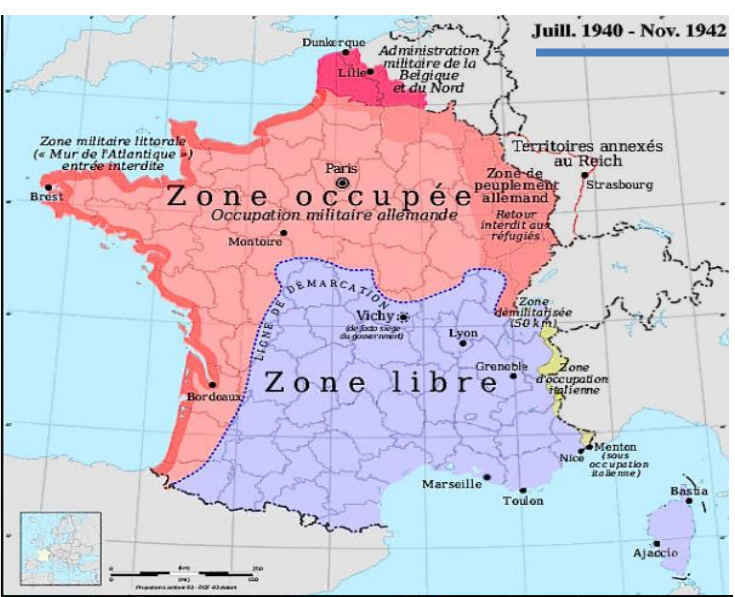 Juill. 1940 - Nov. 1942
Dunkerque
Lille
Administration
militaire de la
Belgique
et du Nord
Zone militaire littorale
(« Mur de l'Atlantique »)
entrée interdite
Brest
Paris
Zone occupée
Occupation militaire allemande
Montoire
Territoires annexés
au Reich
Strasbourg
Zone de
peuplement
allemand
Retour
interdit aux
réfugiés
LIGNE DE DÉMARCATION
Vichy
(de facto siège
du gouvernement)
Zone
démilitarisée
(50 km)
Lyon
Grenoble
Zone libre
Zone
d'occupation
italienne
Bordeaux
Nice
Menton
(sous
occupation
italienne)
Marseille
Toulon
Bastia
Ajaccio
(km)
250
(mi)